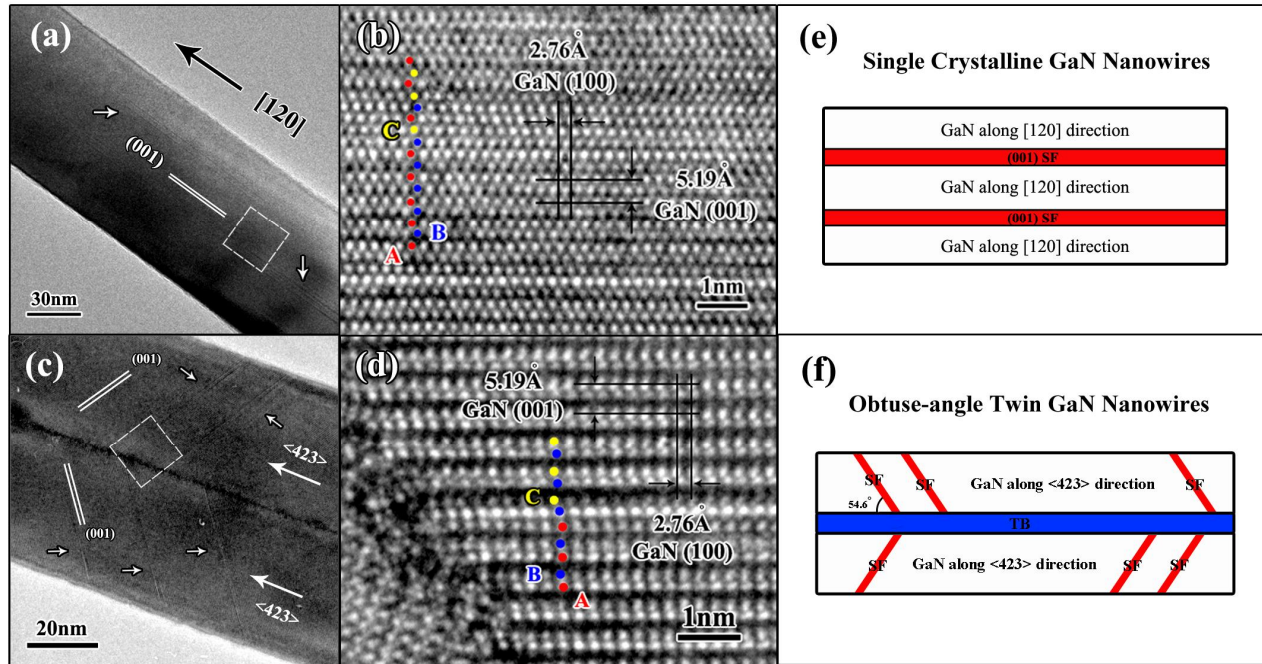 (a)
[120]
(001)
30nm
(b)
2.76Å
GaN (100)
C
5.19Å
GaN (001)
B
A
1nm
(c)
(001)
<423>
(001)
<423>
20nm
(d)
5.19Å
GaN (001)
C
2.76Å
GaN (100)
B
A
1nm
(e)
Single Crystalline GaN Nanowires
GaN along [120] direction
(001) SF
GaN along [120] direction
(001) SF
GaN along [120] direction
(f)
Obtuse-angle Twin GaN Nanowires
SF SF GaN along <423> direction SF
54.6°
TB
SF GaN along <423> direction SF SF